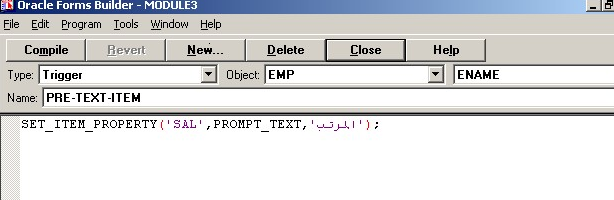 Oracle Forms Builder - MODULE3
File Edit Program Tools Window Help
Compile Revert New... Delete Close Help
Type: Trigger Object: EMP ENAME
Name: PRE-TEXT-ITEM
SET_ITEM_PROPERTY('SAL',PROMPT_TEXT,'المرتب');